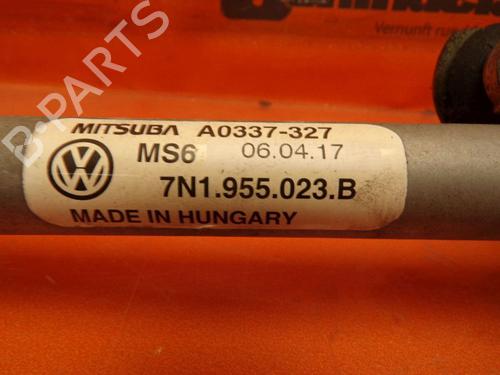 Vernunft
MITSUBA A0337-327
MS6 06.04.17
7N1.955.023.B
MADE IN HUNGARY
B-PARTS